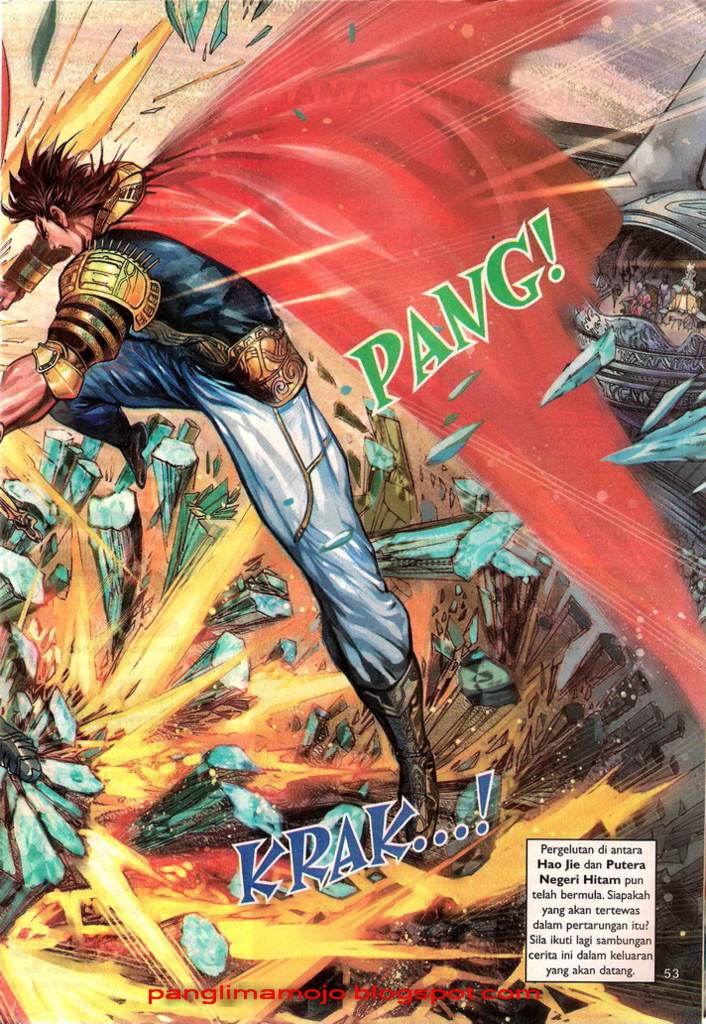 PANG!
KRAK...!
Pergelutan di antara
Hao Jie dan Putera
Negeri Hitam pun
telah bermula. Siapakah
yang akan tertewas
dalam pertarungan itu?
Sila ikuti lagi sambungan
cerita ini dalam keluaran
yang akan datang.
53
panglimamojo.blogspot.com